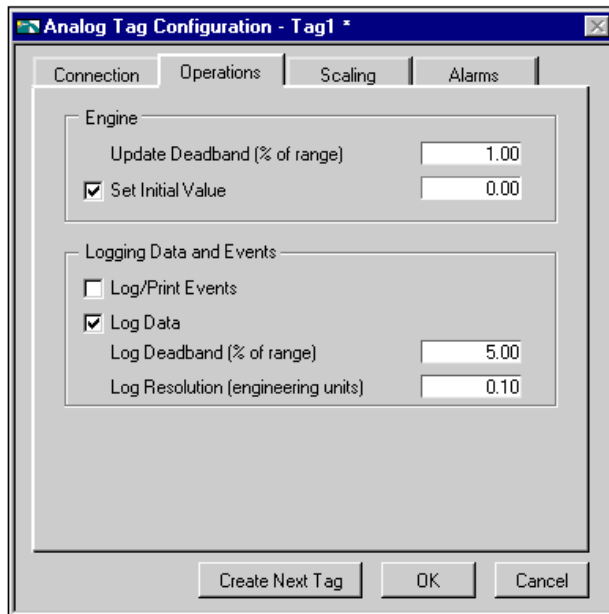 Analog Tag Configuration - Tag1 *
Connection Operations Scaling Alarms
Engine
Update Deadband (% of range) 1.00
Set Initial Value 0.00
Logging Data and Events
Log/Print Events
Log Data
Log Deadband (% of range) 5.00
Log Resolution (engineering units) 0.10
Create Next Tag OK Cancel